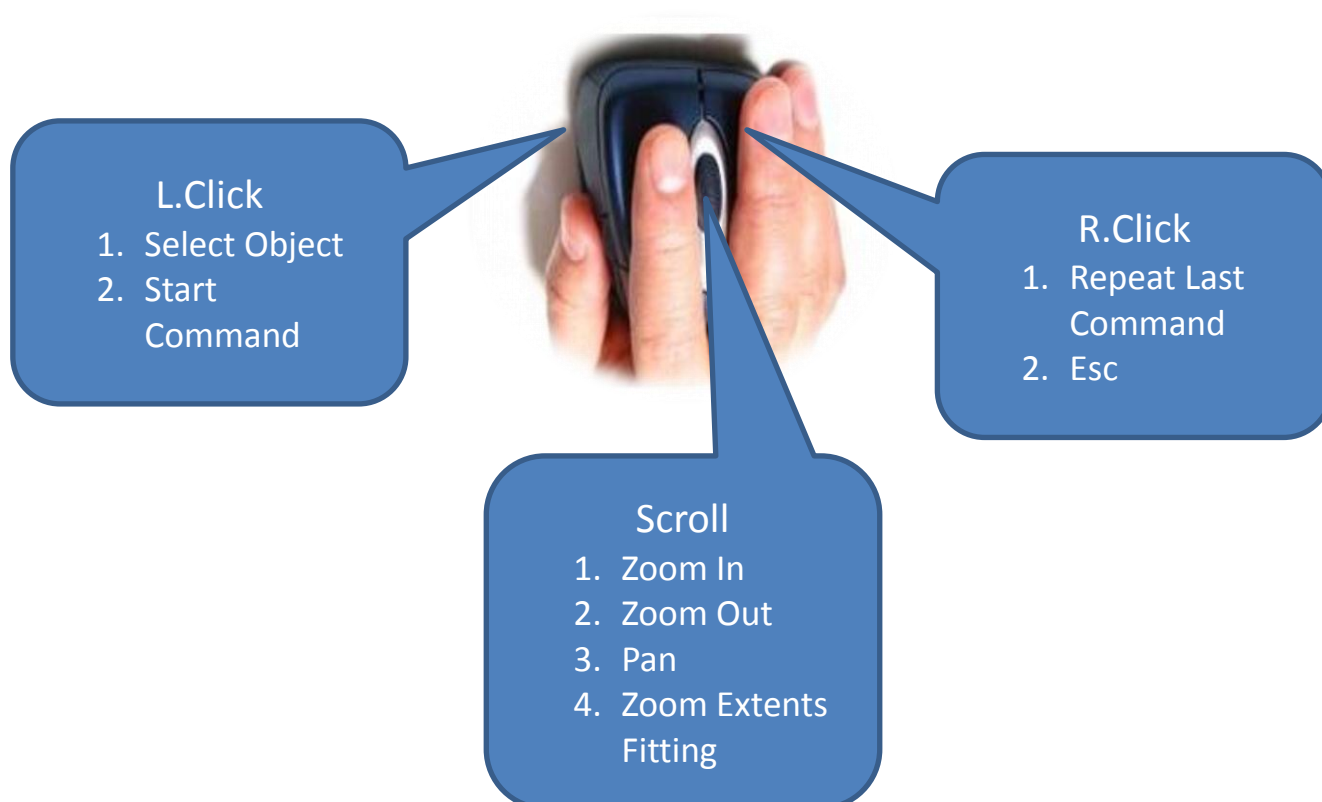 L.Click
1. Select Object
2. Start
Command
R.Click
1. Repeat Last
Command
2. Esc
Scroll
1. Zoom In
2. Zoom Out
3. Pan
4. Zoom Extents
Fitting